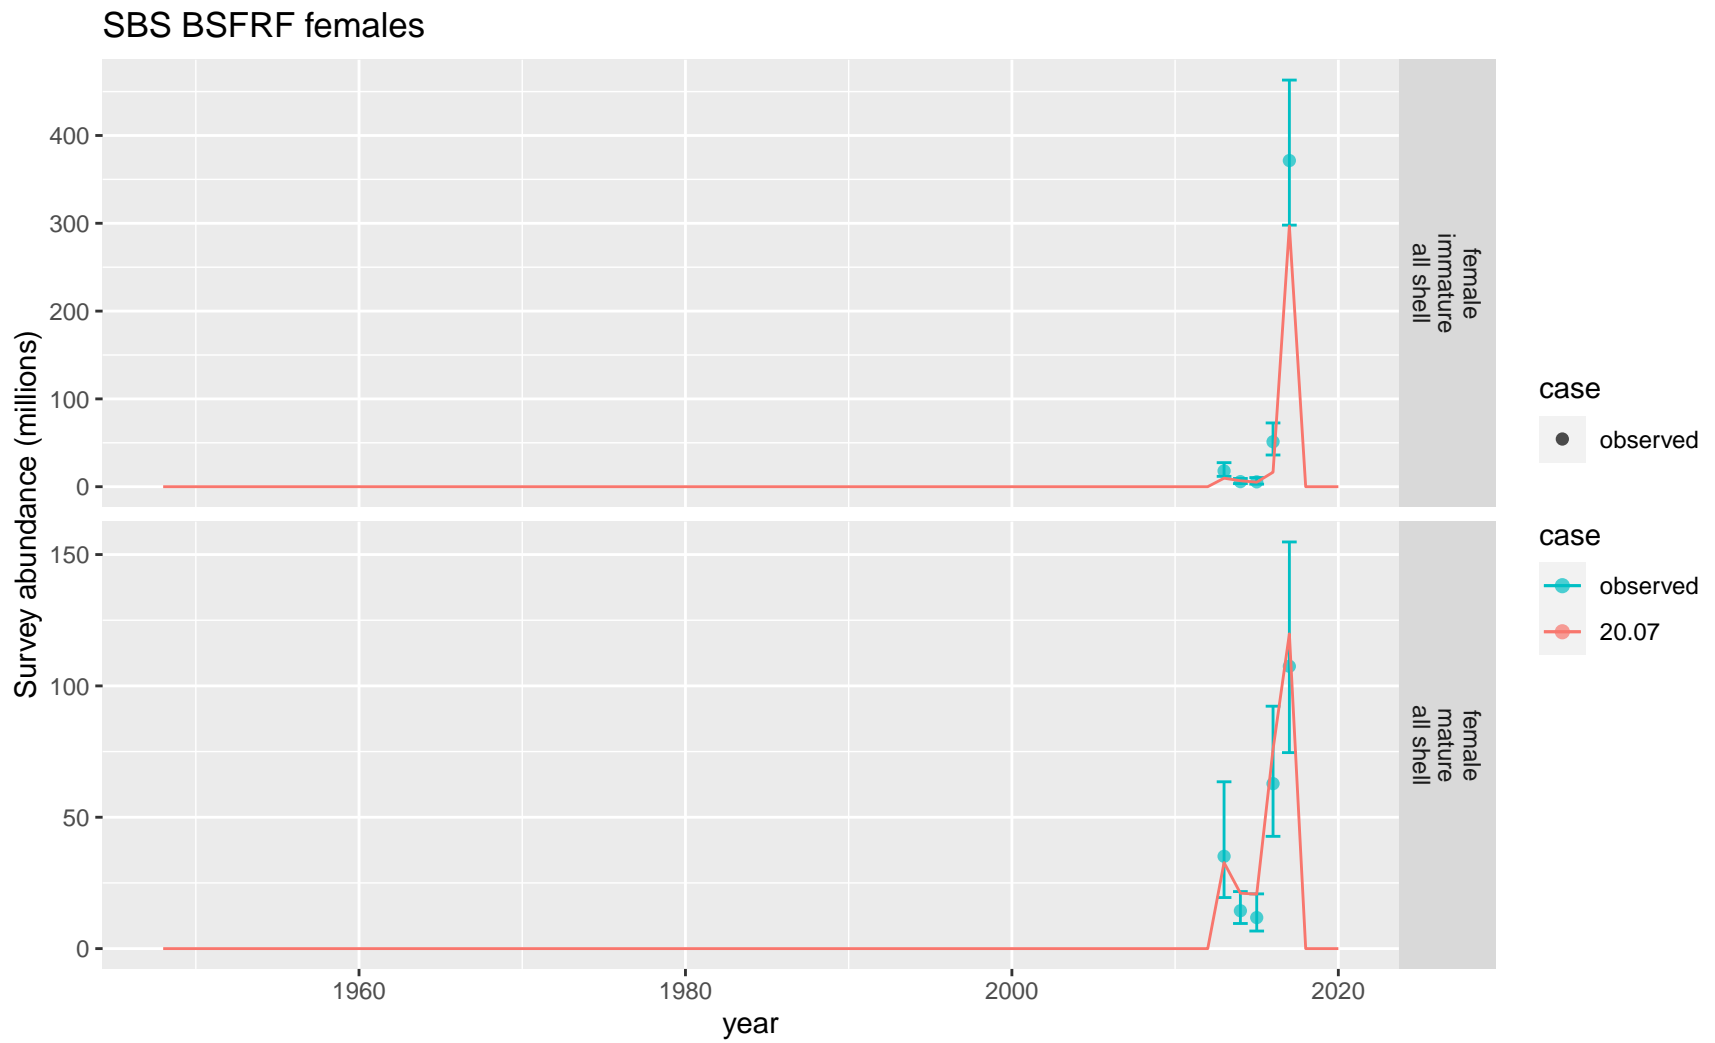 SBS BSFRF females
Survey abundance (millions)
400
300
200
100
0
female
immature
all shell
150
100
50
0
female
mature
all shell
1960
1980
2000
2020
year
case
observed
case
observed
20.07